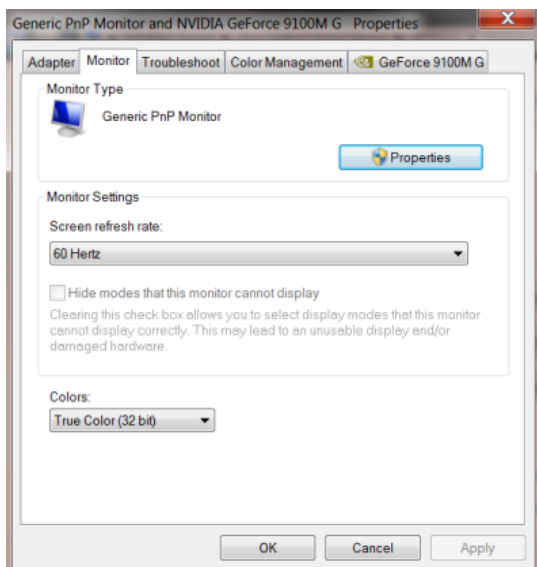 Generic PnP Monitor and NVIDIA GeForce 9100M G Properties
Adapter Monitor Troubleshoot Color Management GeForce 9100M G
Monitor Type
Generic PnP Monitor
Properties
Monitor Settings
Screen refresh rate:
60 Hertz
Hide modes that this monitor cannot display
Clearing this check box allows you to select display modes that this monitor
cannot display correctly. This may lead to an unusable display and/or
damaged hardware.
Colors:
True Color (32 bit)
OK Cancel Apply